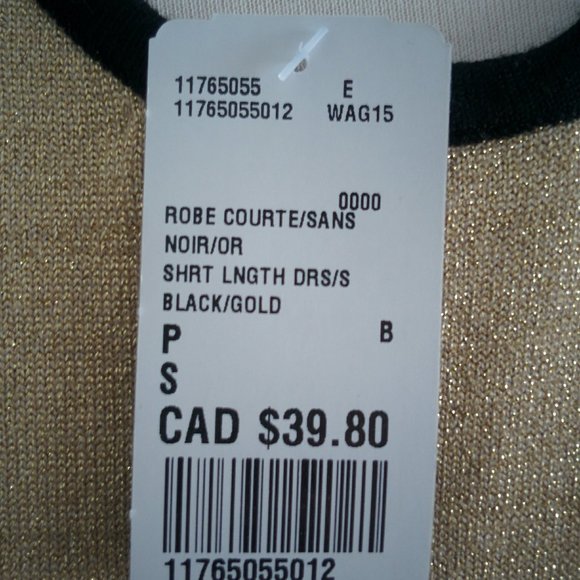 11765055 E
11765055012 WAG15
0000
ROBE COURTE/SANS
NOIR/OR
SHRT LNGTH DRS/S
BLACK/GOLD
P B
S
CAD $39.80
11765055012